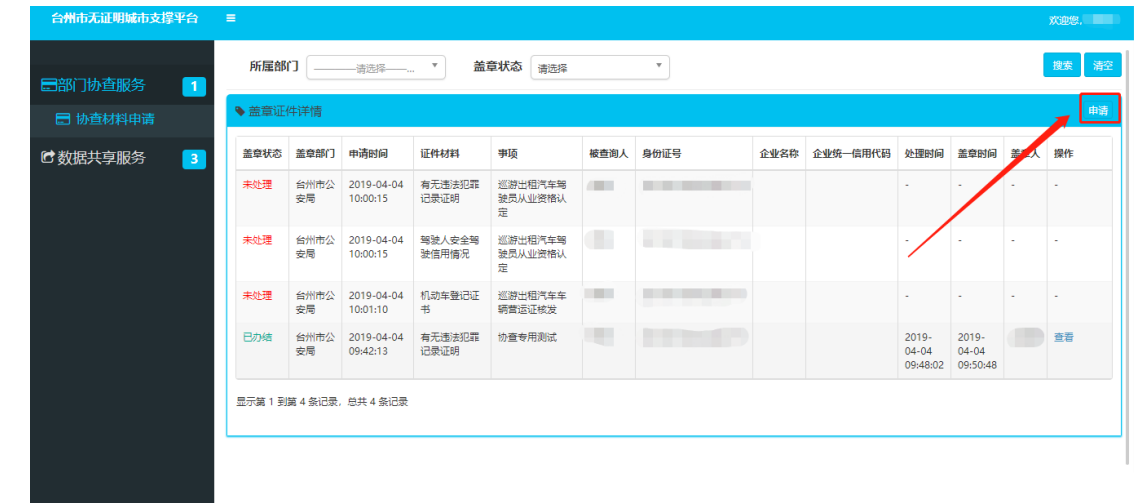 台州市无证明城市支撑平台
欢迎您,
部门协查服务 1
协查材料申请
数据共享服务 3
所属部门 ————请选择——... 盖章状态 请选择
搜索 清空
盖章证件详情 申请
盖章状态 盖章部门 申请时间 证件材料 事项 被查询人 身份证号 企业名称 企业统一信用代码 处理时间 盖章时间 操作
未处理 台州市公 2019-04-04 有无违法犯罪 巡游出租汽车驾 - - - -
安局 10:00:15 记录证明 驶员从业资格认
定
未处理 台州市公 2019-04-04 驾驶人安全驾 巡游出租汽车驾 - - - -
安局 10:00:15 驶信用情况 驶员从业资格认
定
未处理 台州市公 2019-04-04 机动车登记证 巡游出租汽车车 - - - -
安局 10:01:10 书 辆营运证核发
已办结 台州市公 2019-04-04 有无违法犯罪 协查专用测试 2019- 2019- 查看
安局 09:42:13 记录证明 04-04 04-04
09:48:02 09:50:48
显示第 1 到第 4 条记录，总共 4 条记录